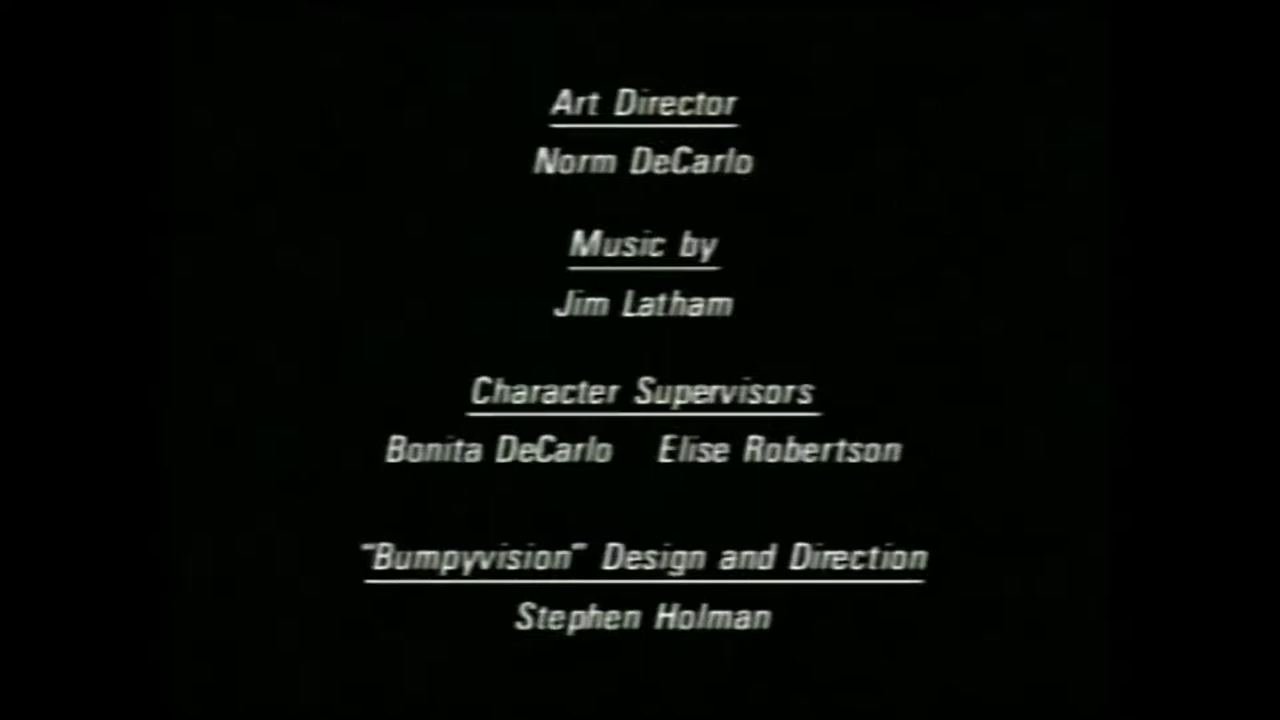 Art Director
Norm DeCarlo
Music by
Jim Latham
Character Supervisors
Bonita DeCarlo Elise Robertson
"Bumpyvision" Design and Direction
Stephen Holman